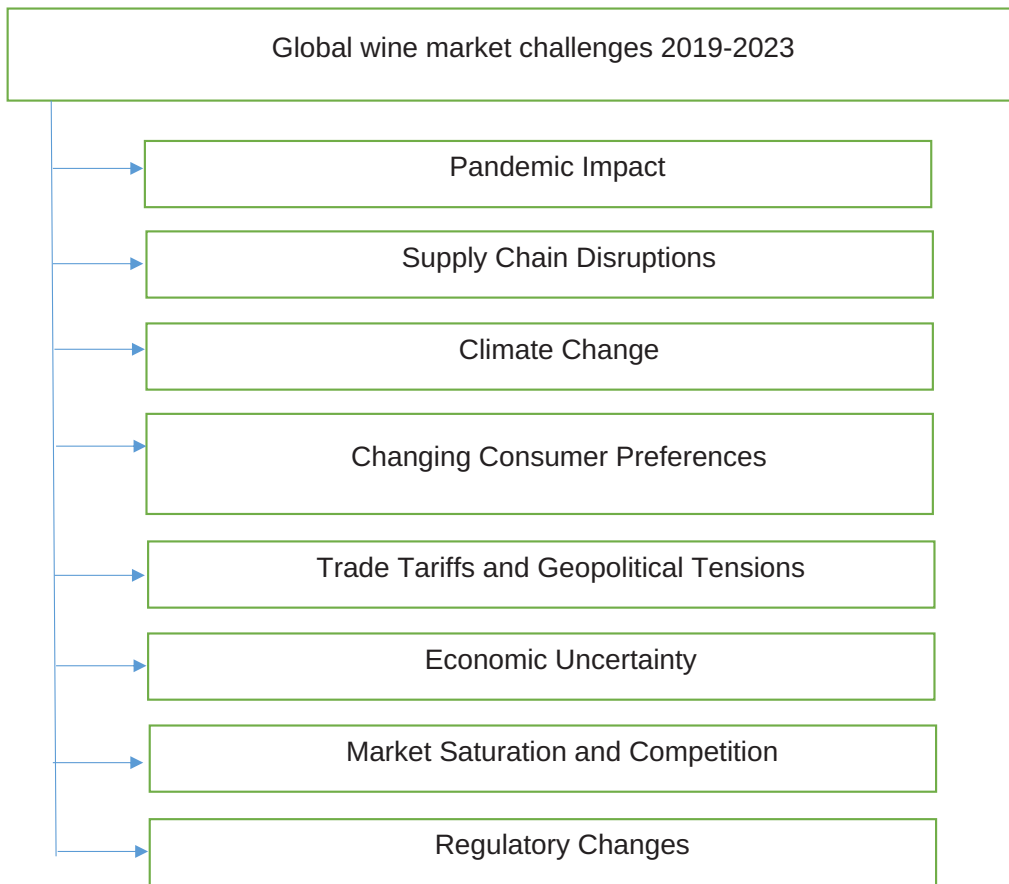 Global wine market challenges 2019-2023
Pandemic Impact
Supply Chain Disruptions
Climate Change
Changing Consumer Preferences
Trade Tariffs and Geopolitical Tensions
Economic Uncertainty
Market Saturation and Competition
Regulatory Changes